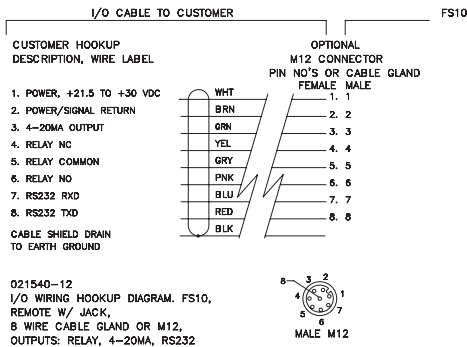 I/O CABLE TO CUSTOMER
FS10
CUSTOMER HOOKUP
DESCRIPTION, WIRE LABEL
OPTIONAL
M12 CONNECTOR
PIN NO'S OR CABLE GLAND
FEMALE MALE
1. POWER, +21.5 TO +30 VDC WHT 1. 1
2. POWER/SIGNAL RETURN BRN 2. 2
3. 4-20MA OUTPUT GRN 3. 3
4. RELAY NC YEL 4. 4
5. RELAY COMMON GRY 5. 5
6. RELAY NO PNK 6. 6
7. RS232 RXD BLU 7. 7
8. RS232 TXD RED 8. 8
CABLE SHIELD DRAIN BLK
TO EARTH GROUND
021540-12
I/O WIRING HOOKUP DIAGRAM. FS10,
REMOTE W/ JACK,
8 WIRE CABLE GLAND OR M12,
OUTPUTS: RELAY, 4-20MA, RS232
8 3 2
4 1
5 6 7
MALE M12